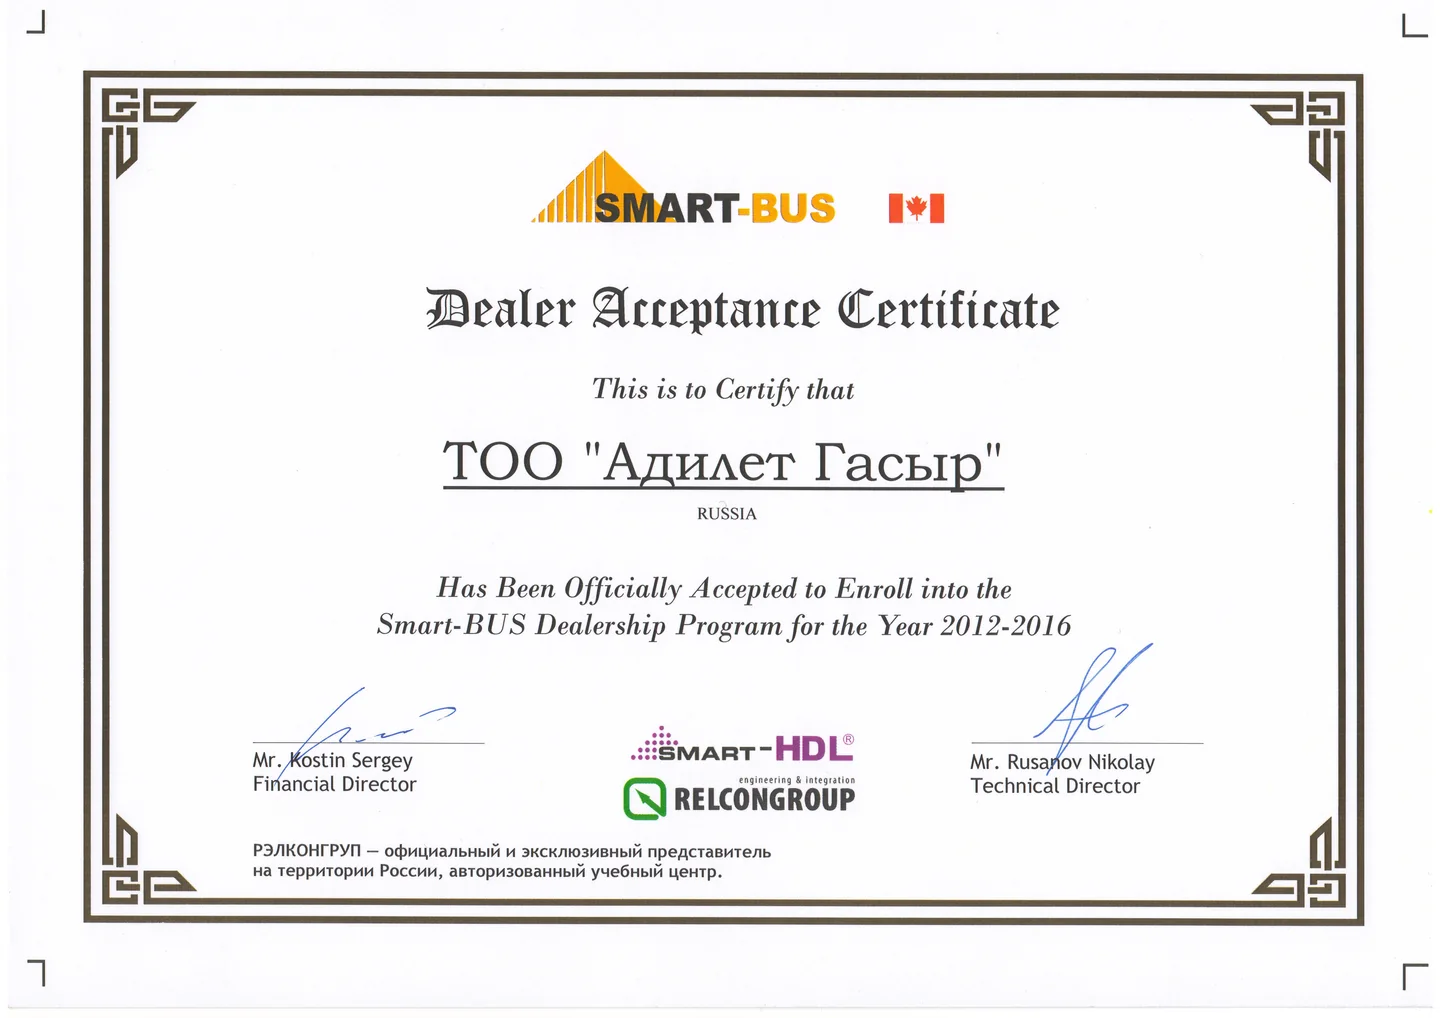 SMART-BUS
Dealer Acceptance Certificate
This is to Certify that
ТОО "Адилет Гасыр"
RUSSIA
Has Been Officially Accepted to Enroll into the
Smart-BUS Dealership Program for the Year 2012-2016
Mr. Kostin Sergey
Financial Director
SMART-HDL®
engineering & integration
RELCONGROUP
Mr. Rusanov Nikolay
Technical Director
РЭЛКОНГРУП — официальный и эксклюзивный представитель
на территории России, авторизованный учебный центр.